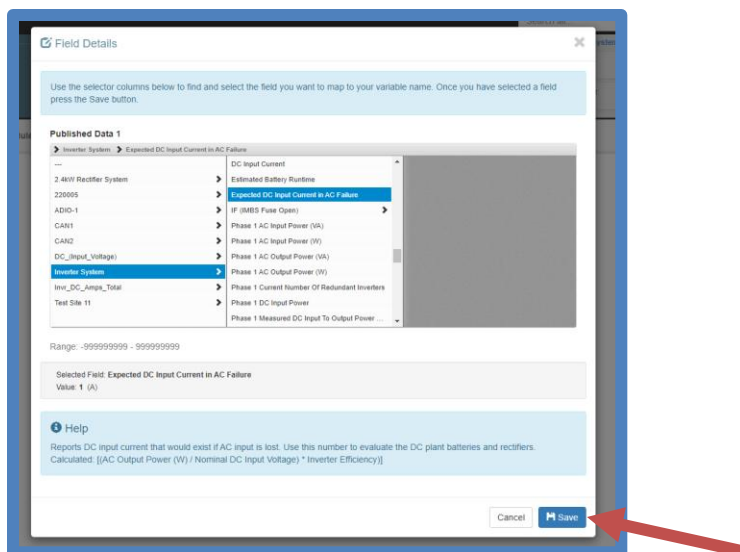 Field Details
Use the selector columns below to find and select the field you want to map to your variable name. Once you have selected a field
press the Save button.
Published Data 1
Inverter System Expected DC Input Current in AC Failure
---
2.4kW Rectifier System
220005
ADIO-1
CAN1
CAN2
DC_(Input_Voltage)
Inverter System
Invr_DC_Amps_Total
Test Site 11
DC Input Current
Estimated Battery Runtime
Expected DC Input Current in AC Failure
IF (IMBS Fuse Open)
Phase 1 AC Input Power (VA)
Phase 1 AC Input Power (W)
Phase 1 AC Output Power (VA)
Phase 1 AC Output Power (W)
Phase 1 Current Number Of Redundant Inverters
Phase 1 DC Input Power
Phase 1 Measured DC Input To Output Power ...
Range: -999999999 - 999999999
Selected Field: Expected DC Input Current in AC Failure
Value: 1 (A)
Help
Reports DC input current that would exist if AC input is lost. Use this number to evaluate the DC plant batteries and rectifiers.
Calculated: [(AC Output Power (W) / Nominal DC Input Voltage) * Inverter Efficiency)]
Cancel
Save